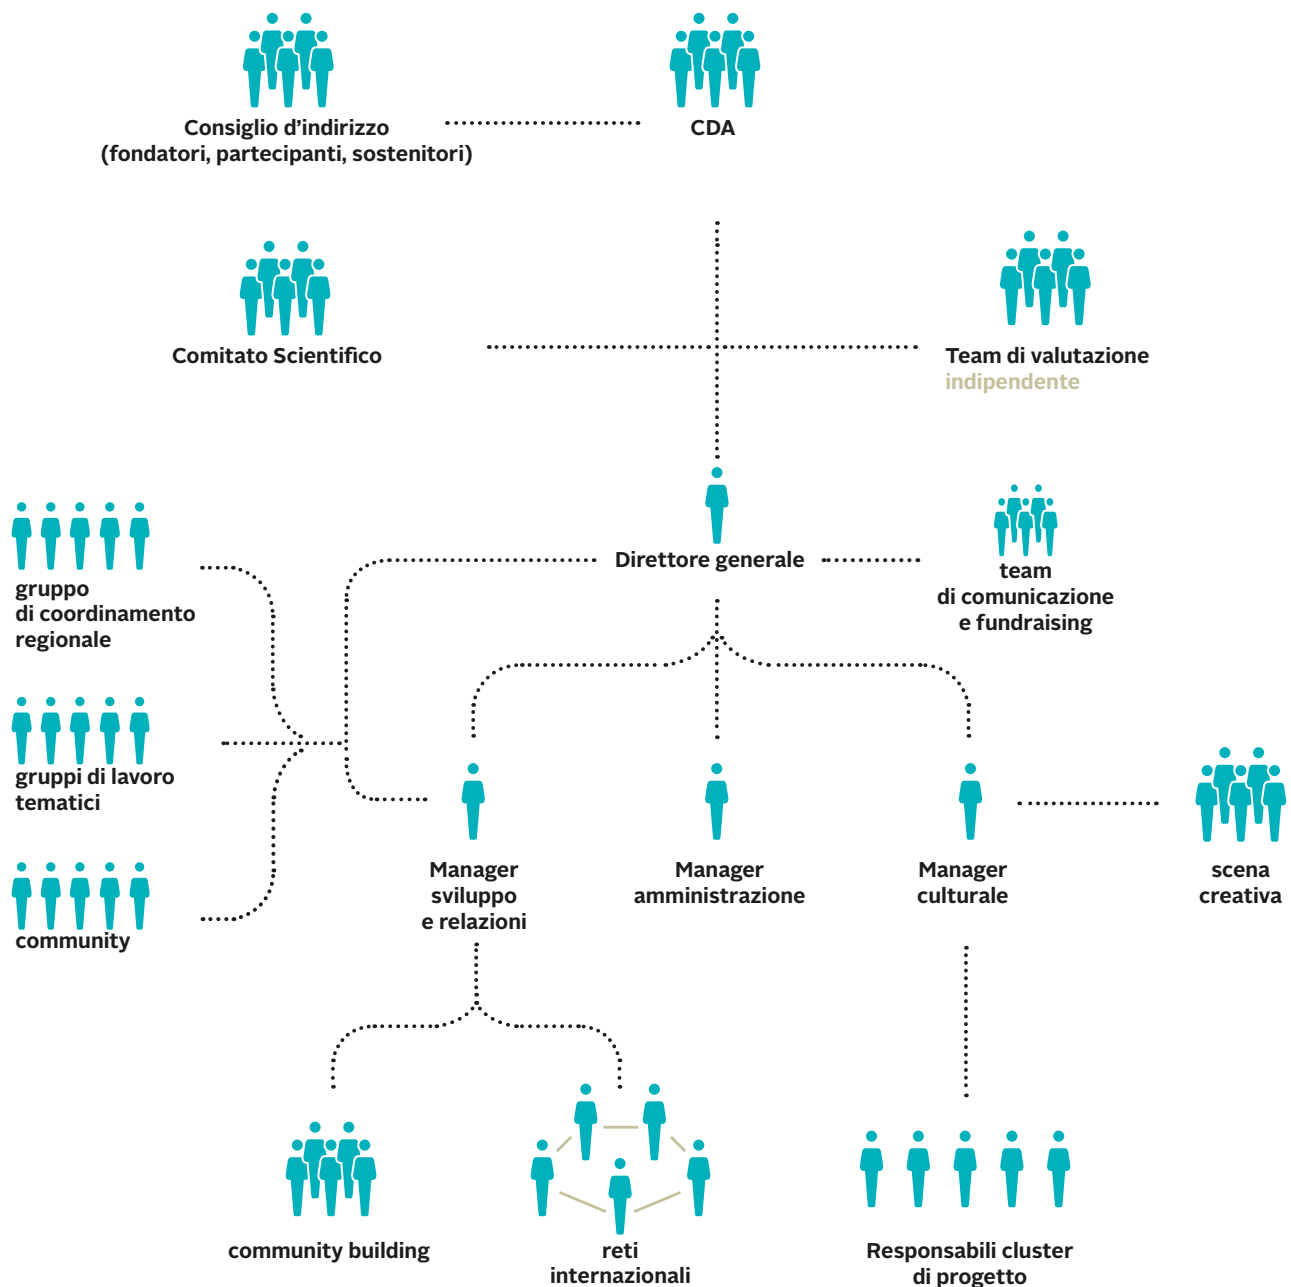 Consiglio d’indirizzo
(fondatori, partecipanti, sostenitori)
CDA
Comitato Scientifico
Team di valutazione
indipendente
Direttore generale
team
di comunicazione
e fundraising
gruppo
di coordinamento
regionale
gruppi di lavoro
tematici
community
Manager
sviluppo
e relazioni
Manager
amministrazione
Manager
culturale
scena
creativa
community building
reti
internazionali
Responsabili cluster
di progetto